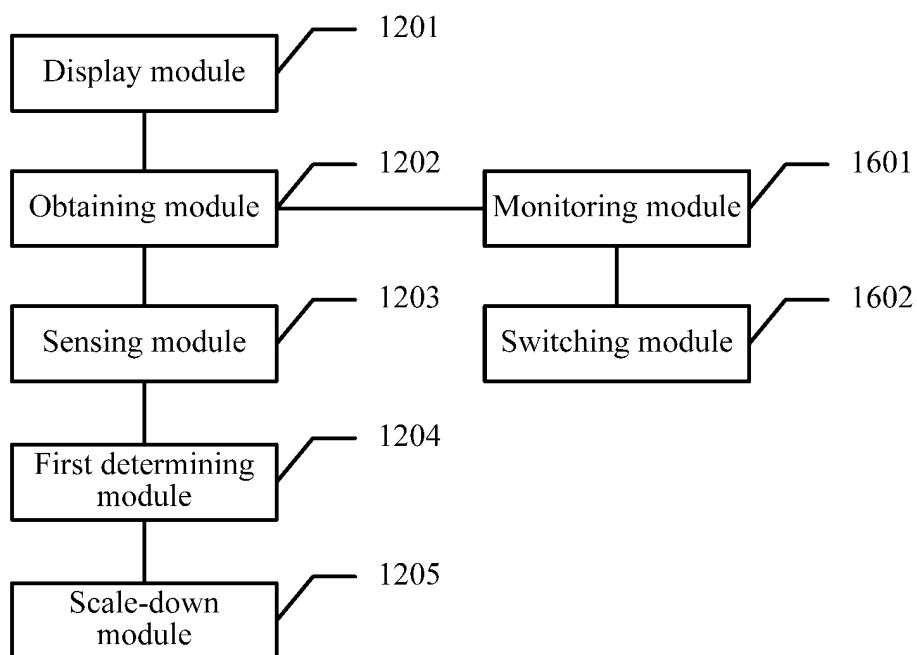 1201
Display module
1202
1601
Obtaining module
Monitoring module
1203
1602
Sensing module
Switching module
1204
First determining
module
1205
Scale-down
module